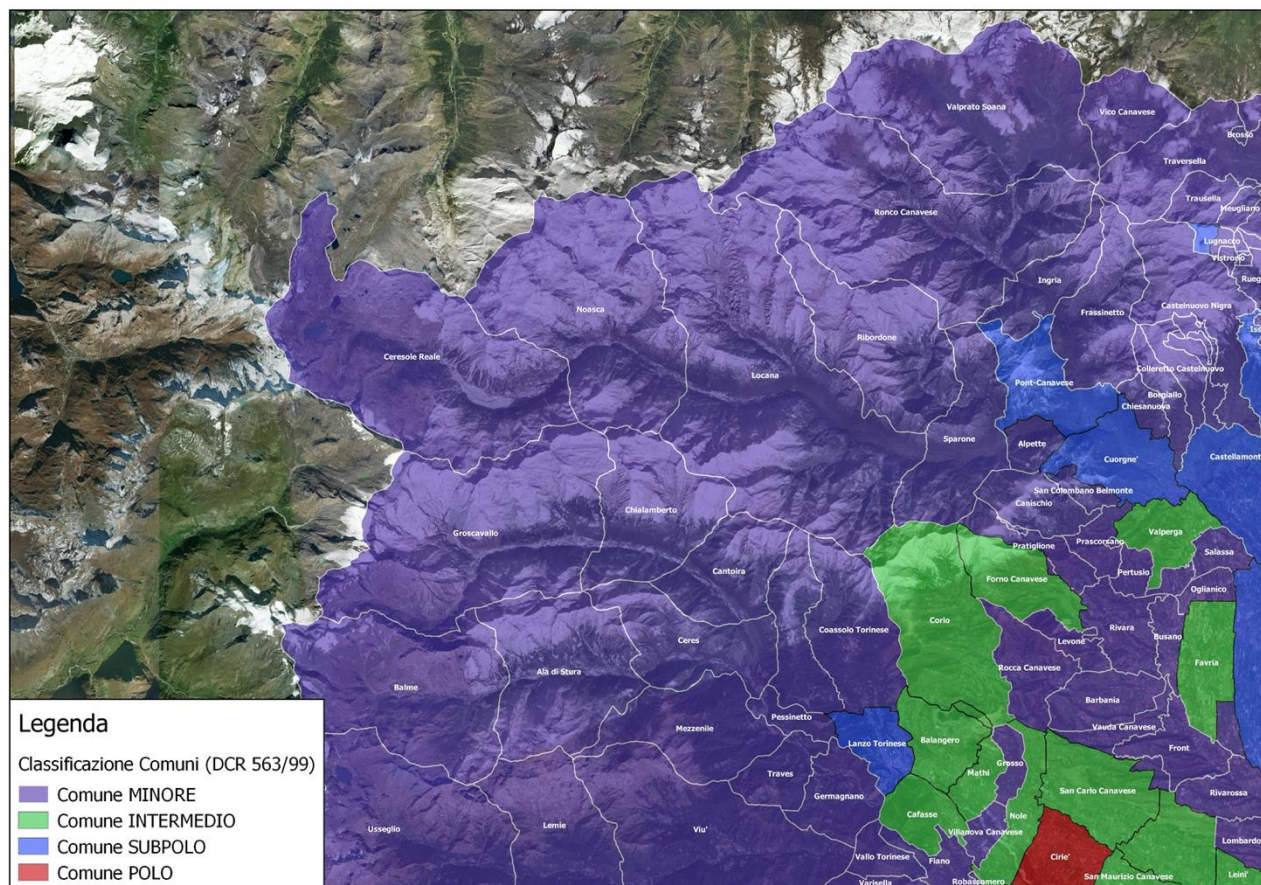 Valprato Soana
Vico Canavese
Brosso
Traversella
Trausella
Meugliano
Ronco Canavese
Lugnacco
Vistrorio
Rueg
Ingria
Frassinetto
Castelnuovo Nigra
Noasca
Ribordone
Iss
Ceresole Reale
Locana
Pont-Canavese
Colleretto Castelnuovo
Borgiallo
Chiesanuova
Sparone
Alpette
Cuorgne'
Castellamont
San Colombano Belmonte
Canischio
Groscavallo
Chialamberto
Valperga
Prascorsano
Pratiglione
Salassa
Cantoira
Forno Canavese
Pertusio
Oglianico
Corio
Coassolo Torinese
Rivara
Busano
Ceres
Levone
Favria
Ala di Stura
Rocca Canavese
Balme
Barbania
Pessinetto
Mezzenile
Vauda Canavese
Lanzo Torinese
Balangero
Front
Grosso
Traves
Mathi
Germagnano
San Carlo Canavese
Rivarossa
Cafasse
Nole
Usseglio
Lemie
Viu'
Villanova Canavese
Lombardo
Vallo Torinese
Fiano
Cirie'
Leini'
San Maurizio Canavese
Varisella
Robassomero
Legenda
Classificazione Comuni (DCR 563/99)
Comune MINORE
Comune INTERMEDIO
Comune SUBPOLO
Comune POLO